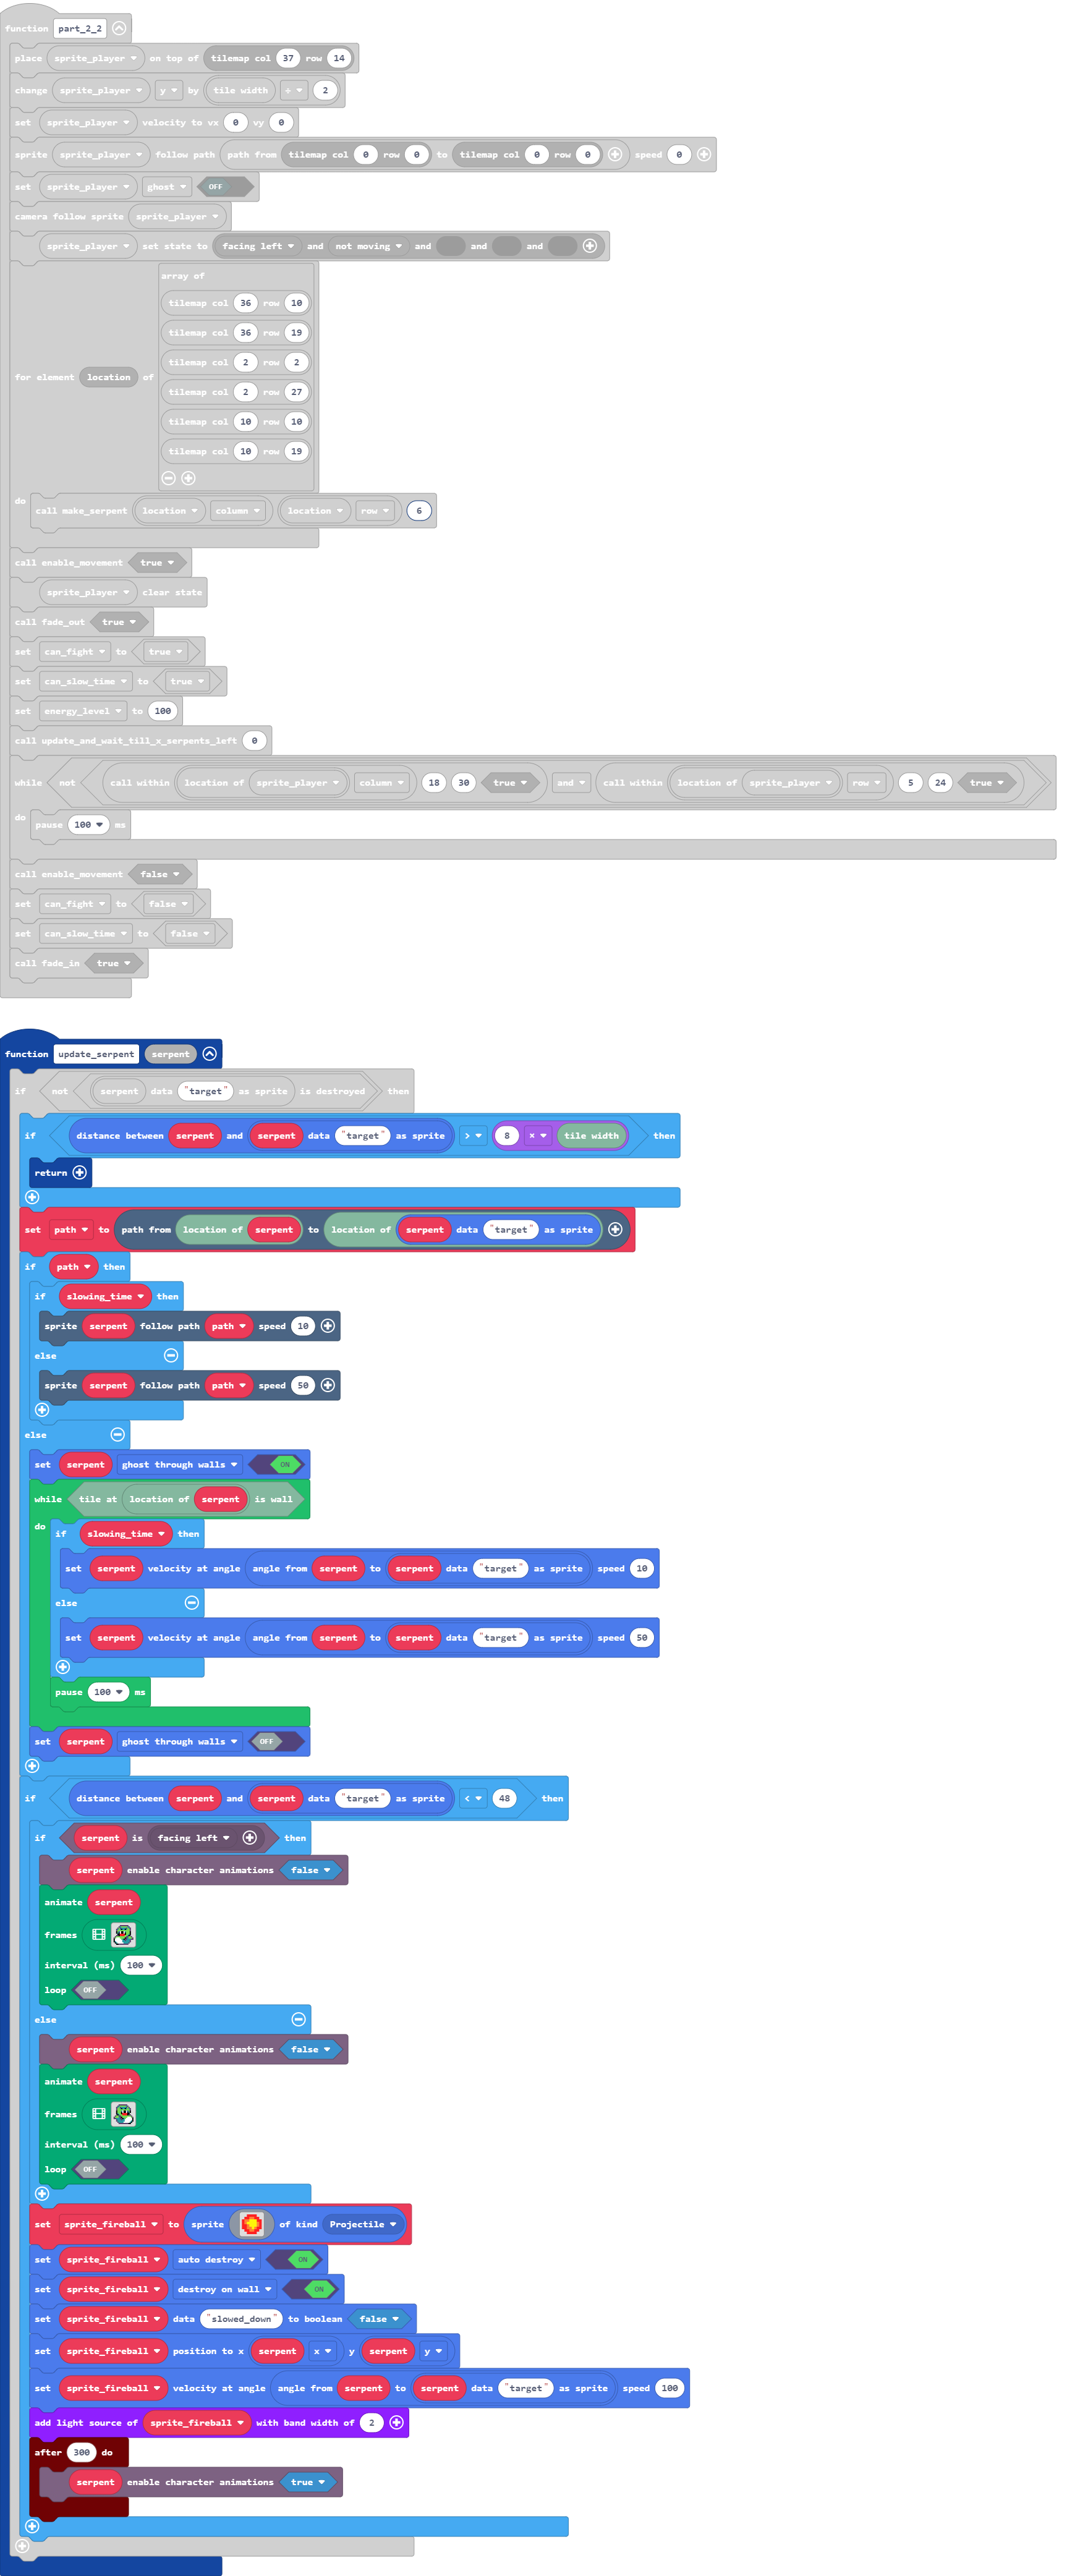 function part_2_2
place sprite_player on top of tilemap col 37 row 14
change sprite_player y by tile width ÷ 2
set sprite_player velocity to vx 0 vy 0
sprite sprite_player follow path path from tilemap col 0 row 0 to tilemap col 0 row 0 speed 0
set sprite_player ghost OFF
camera follow sprite sprite_player
sprite_player set state to facing left and not moving and and and
array of
tilemap col 36 row 10
tilemap col 36 row 19
tilemap col 2 row 2
for element location of
tilemap col 2 row 27
tilemap col 10 row 10
tilemap col 10 row 19
do
call make_serpent location column location row 6
call enable_movement true
sprite_player clear state
call fade_out true
set can_fight to true
set can_slow_time to true
set energy_level to 100
call update_and_wait_till_x_serpents_left 0
while not call within location of sprite_player column 18 30 true and call within location of sprite_player row 5 24 true
do
pause 100 ms
call enable_movement false
set can_fight to false
set can_slow_time to false
call fade_in true
function update_serpent serpent
if not serpent data "target" as sprite is destroyed then
if distance between serpent and serpent data "target" as sprite > 8 × tile width then
return
set path to path from location of serpent to location of serpent data "target" as sprite
if path then
if slowing_time then
sprite serpent follow path path speed 10
else
sprite serpent follow path path speed 50
else
set serpent ghost through walls ON
while tile at location of serpent is wall
do if slowing_time then
set serpent velocity at angle angle from serpent to serpent data "target" as sprite speed 10
else
set serpent velocity at angle angle from serpent to serpent data "target" as sprite speed 50
pause 100 ms
set serpent ghost through walls OFF
if distance between serpent and serpent data "target" as sprite < 48 then
if serpent is facing left then
serpent enable character animations false
animate serpent
frames
interval (ms) 100
loop OFF
else
serpent enable character animations false
animate serpent
frames
interval (ms) 100
loop OFF
set sprite_fireball to sprite of kind Projectile
set sprite_fireball auto destroy ON
set sprite_fireball destroy on wall ON
set sprite_fireball data "slowed_down" to boolean false
set sprite_fireball position to x serpent x y serpent y
set sprite_fireball velocity at angle angle from serpent to serpent data "target" as sprite speed 100
add light source of sprite_fireball with band width of 2
after 300 do
serpent enable character animations true